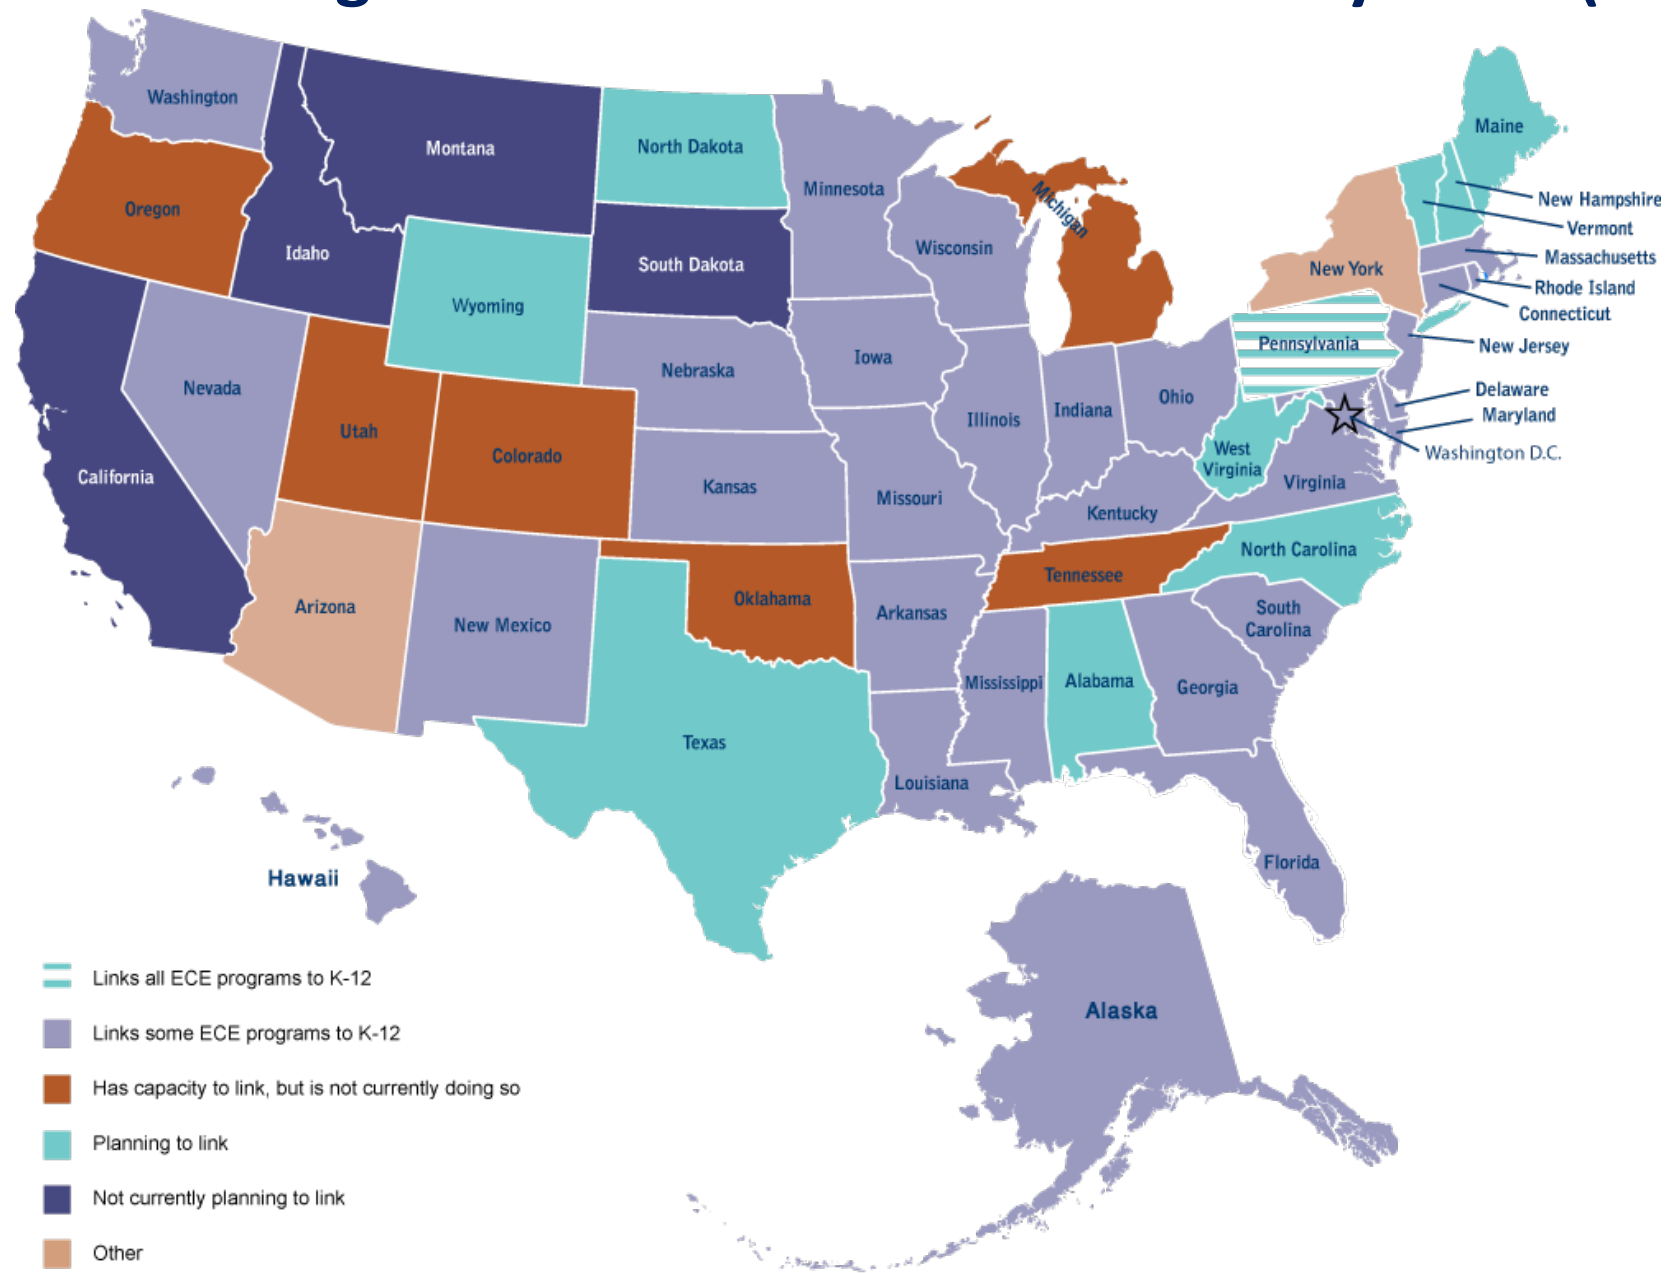 Washington
Montana
North Dakota
Minnesota
Maine
Oregon
Idaho
South Dakota
Wisconsin
Michigan
New Hampshire
Vermont
Massachusetts
New York
Rhode Island
Connecticut
Wyoming
Pennsylvania
New Jersey
Nevada
Nebraska
Iowa
Illinois
Indiana
Ohio
Delaware
Maryland
Washington D.C.
Utah
Colorado
California
Kansas
Missouri
West
Virginia
Virginia
Kentucky
North Carolina
Tennessee
Arizona
New Mexico
Oklahoma
Arkansas
South
Carolina
Mississippi
Alabama
Georgia
Texas
Louisiana
Florida
Hawaii
Alaska
Links all ECE programs to K-12
Links some ECE programs to K-12
Has capacity to link, but is not currently doing so
Planning to link
Not currently planning to link
Other